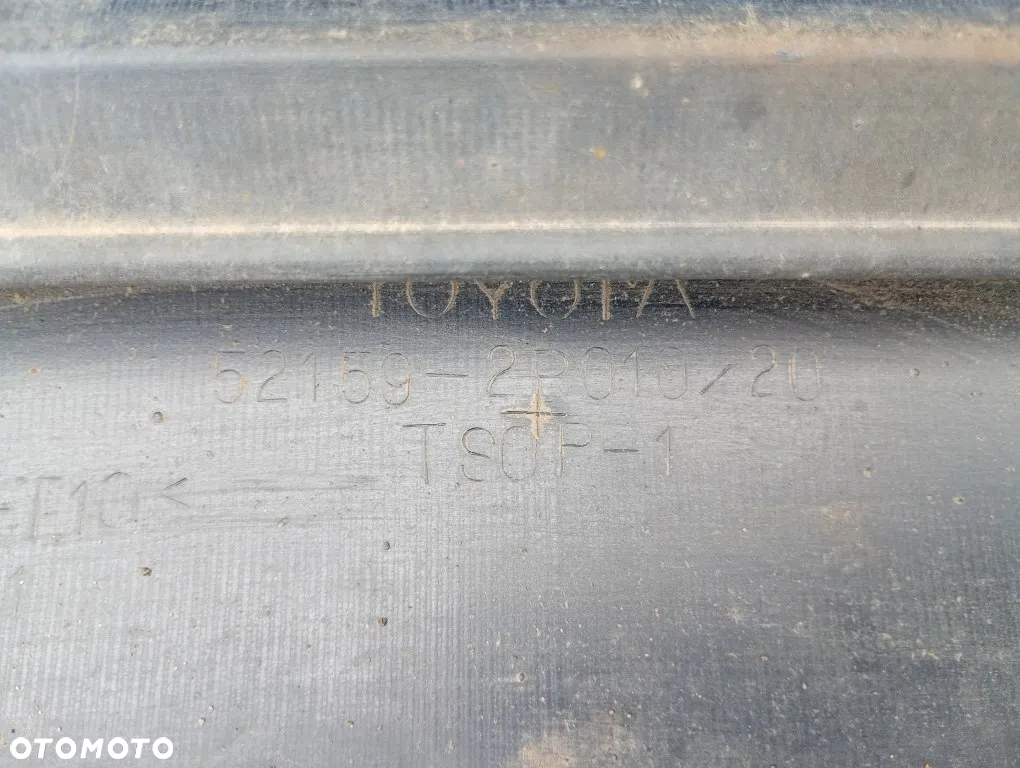 TOYOTA
52159-2R010/20
TSOP-1
-T10<
OTOMOTO